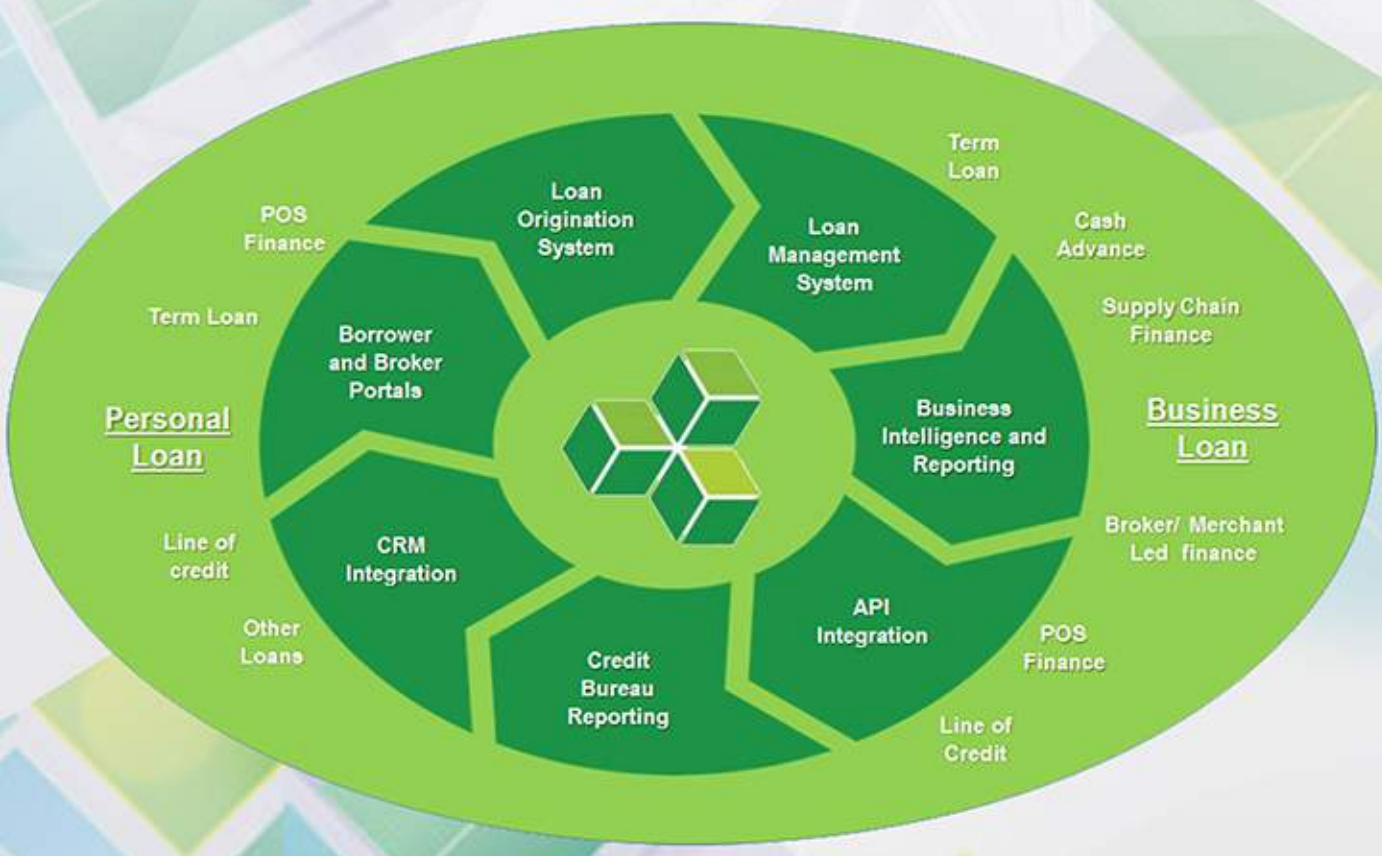 Loan
Origination
System
Loan
Management
System
Business
Intelligence and
Reporting
API
Integration
Credit
Bureau
Reporting
CRM
Integration
Borrower
and Broker
Portals
POS
Finance
Term Loan
Personal
Loan
Line of
credit
Other
Loans
Term
Loan
Cash
Advance
Supply Chain
Finance
Business
Loan
Broker/ Merchant
Led finance
POS
Finance
Line of
Credit